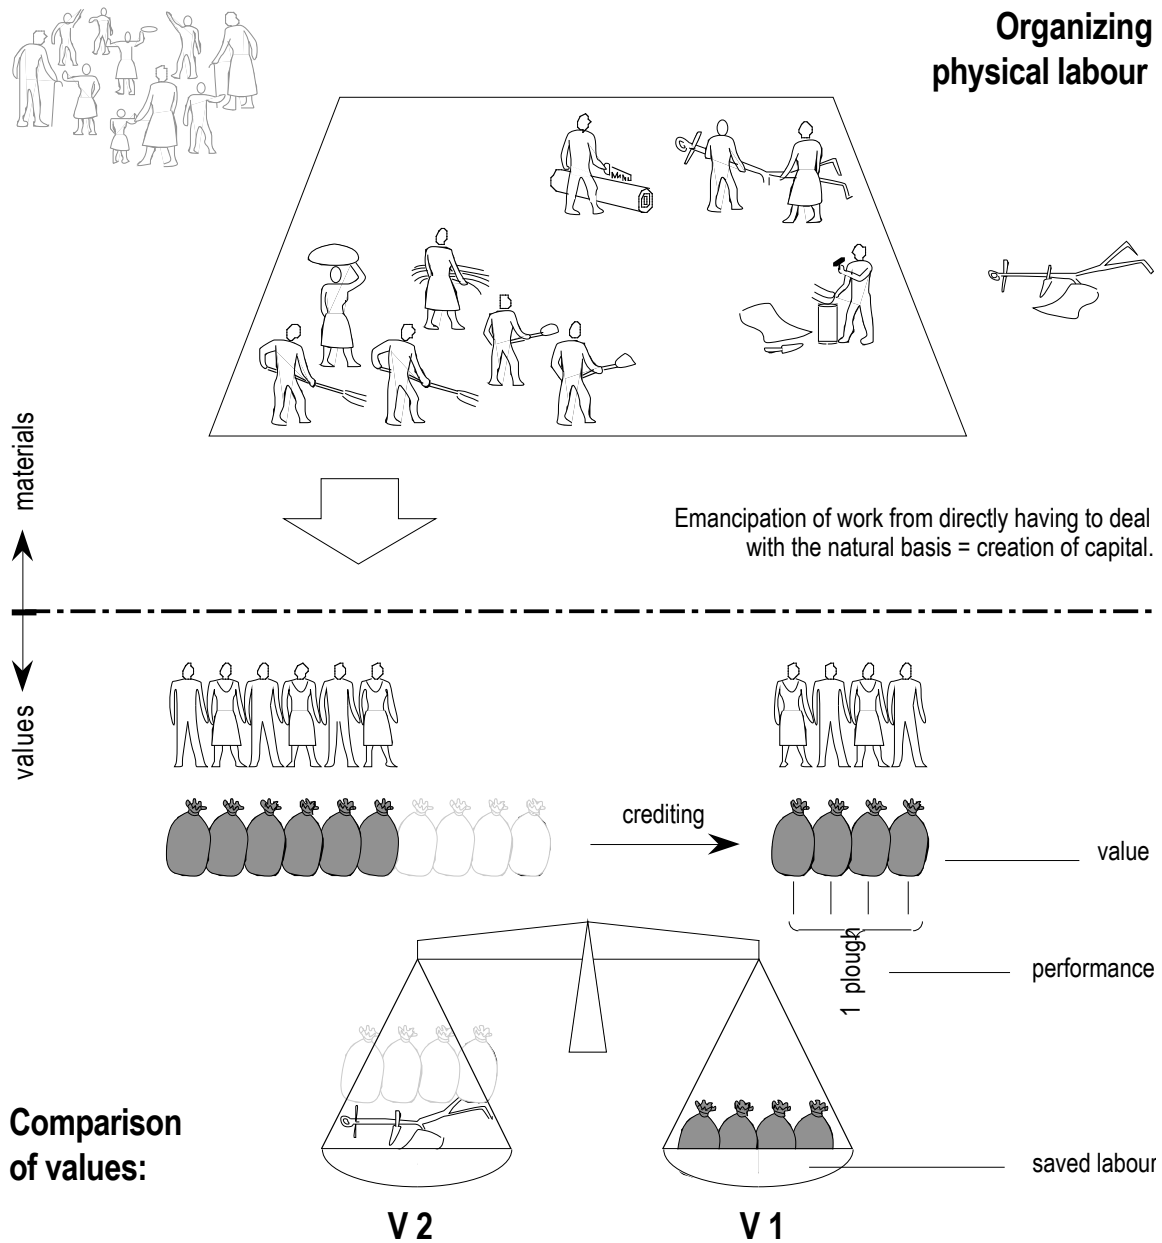 Organizing
physical labour
materials
Emancipation of work from directly having to deal
with the natural basis = creation of capital.
values
crediting
value
1 plough
performance
Comparison
of values:
saved labour
V 2
V 1